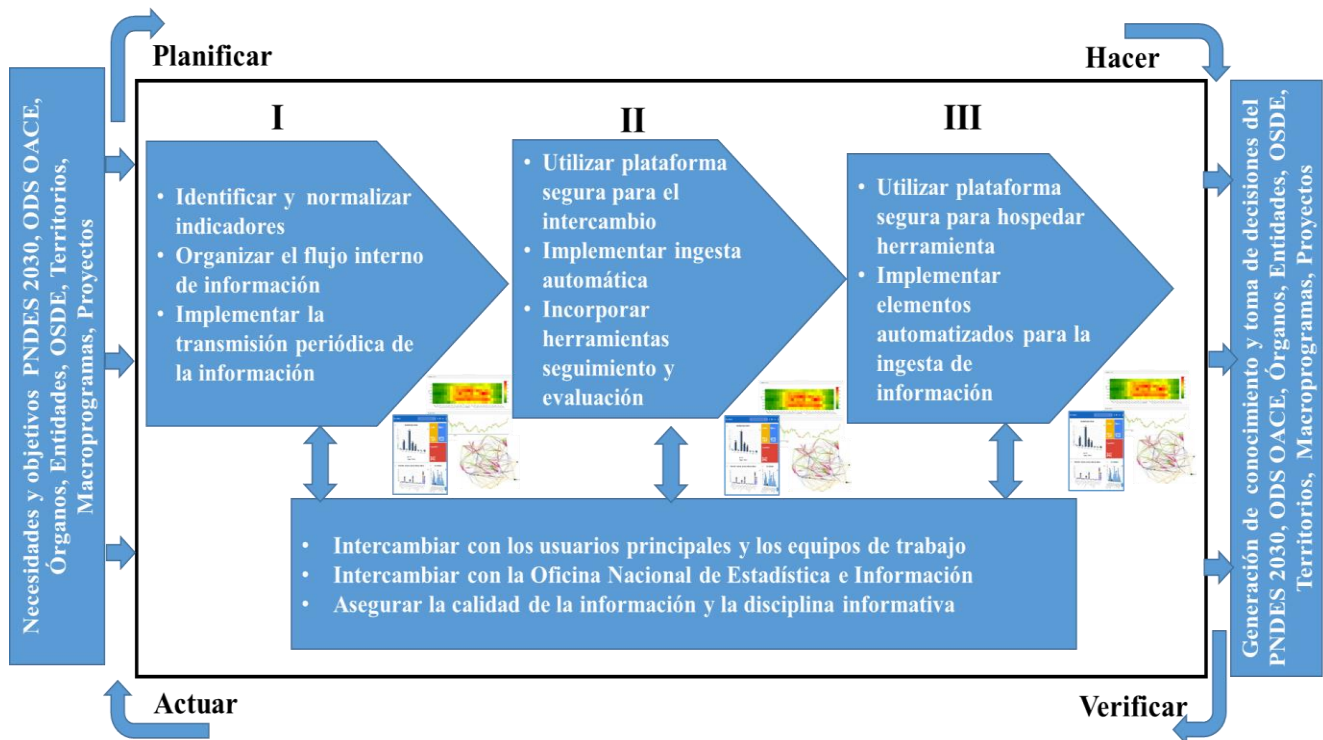 Planificar
Hacer
Necesidades y objetivos PNDES 2030, ODS OACE,
Órganos, Entidades, OSDE, Territorios,
Macroprogramas, Proyectos
I
• Identificar y normalizar
indicadores
• Organizar el flujo interno
de información
• Implementar la
transmisión periódica de
la información
II
• Utilizar plataforma
segura para el
intercambio
• Implementar ingesta
automática
• Incorporar
herramientas
seguimiento y
evaluación
III
• Utilizar plataforma
segura para hospedar
herramienta
• Implementar
elementos
automatizados para la
ingesta de
información
• Intercambiar con los usuarios principales y los equipos de trabajo
• Intercambiar con la Oficina Nacional de Estadística e Información
• Asegurar la calidad de la información y la disciplina informativa
Generación de conocimiento y toma de decisiones del
PNDES 2030, ODS OACE, Órganos, Entidades, OSDE,
Territorios, Macroprogramas, Proyectos
Actuar
Verificar